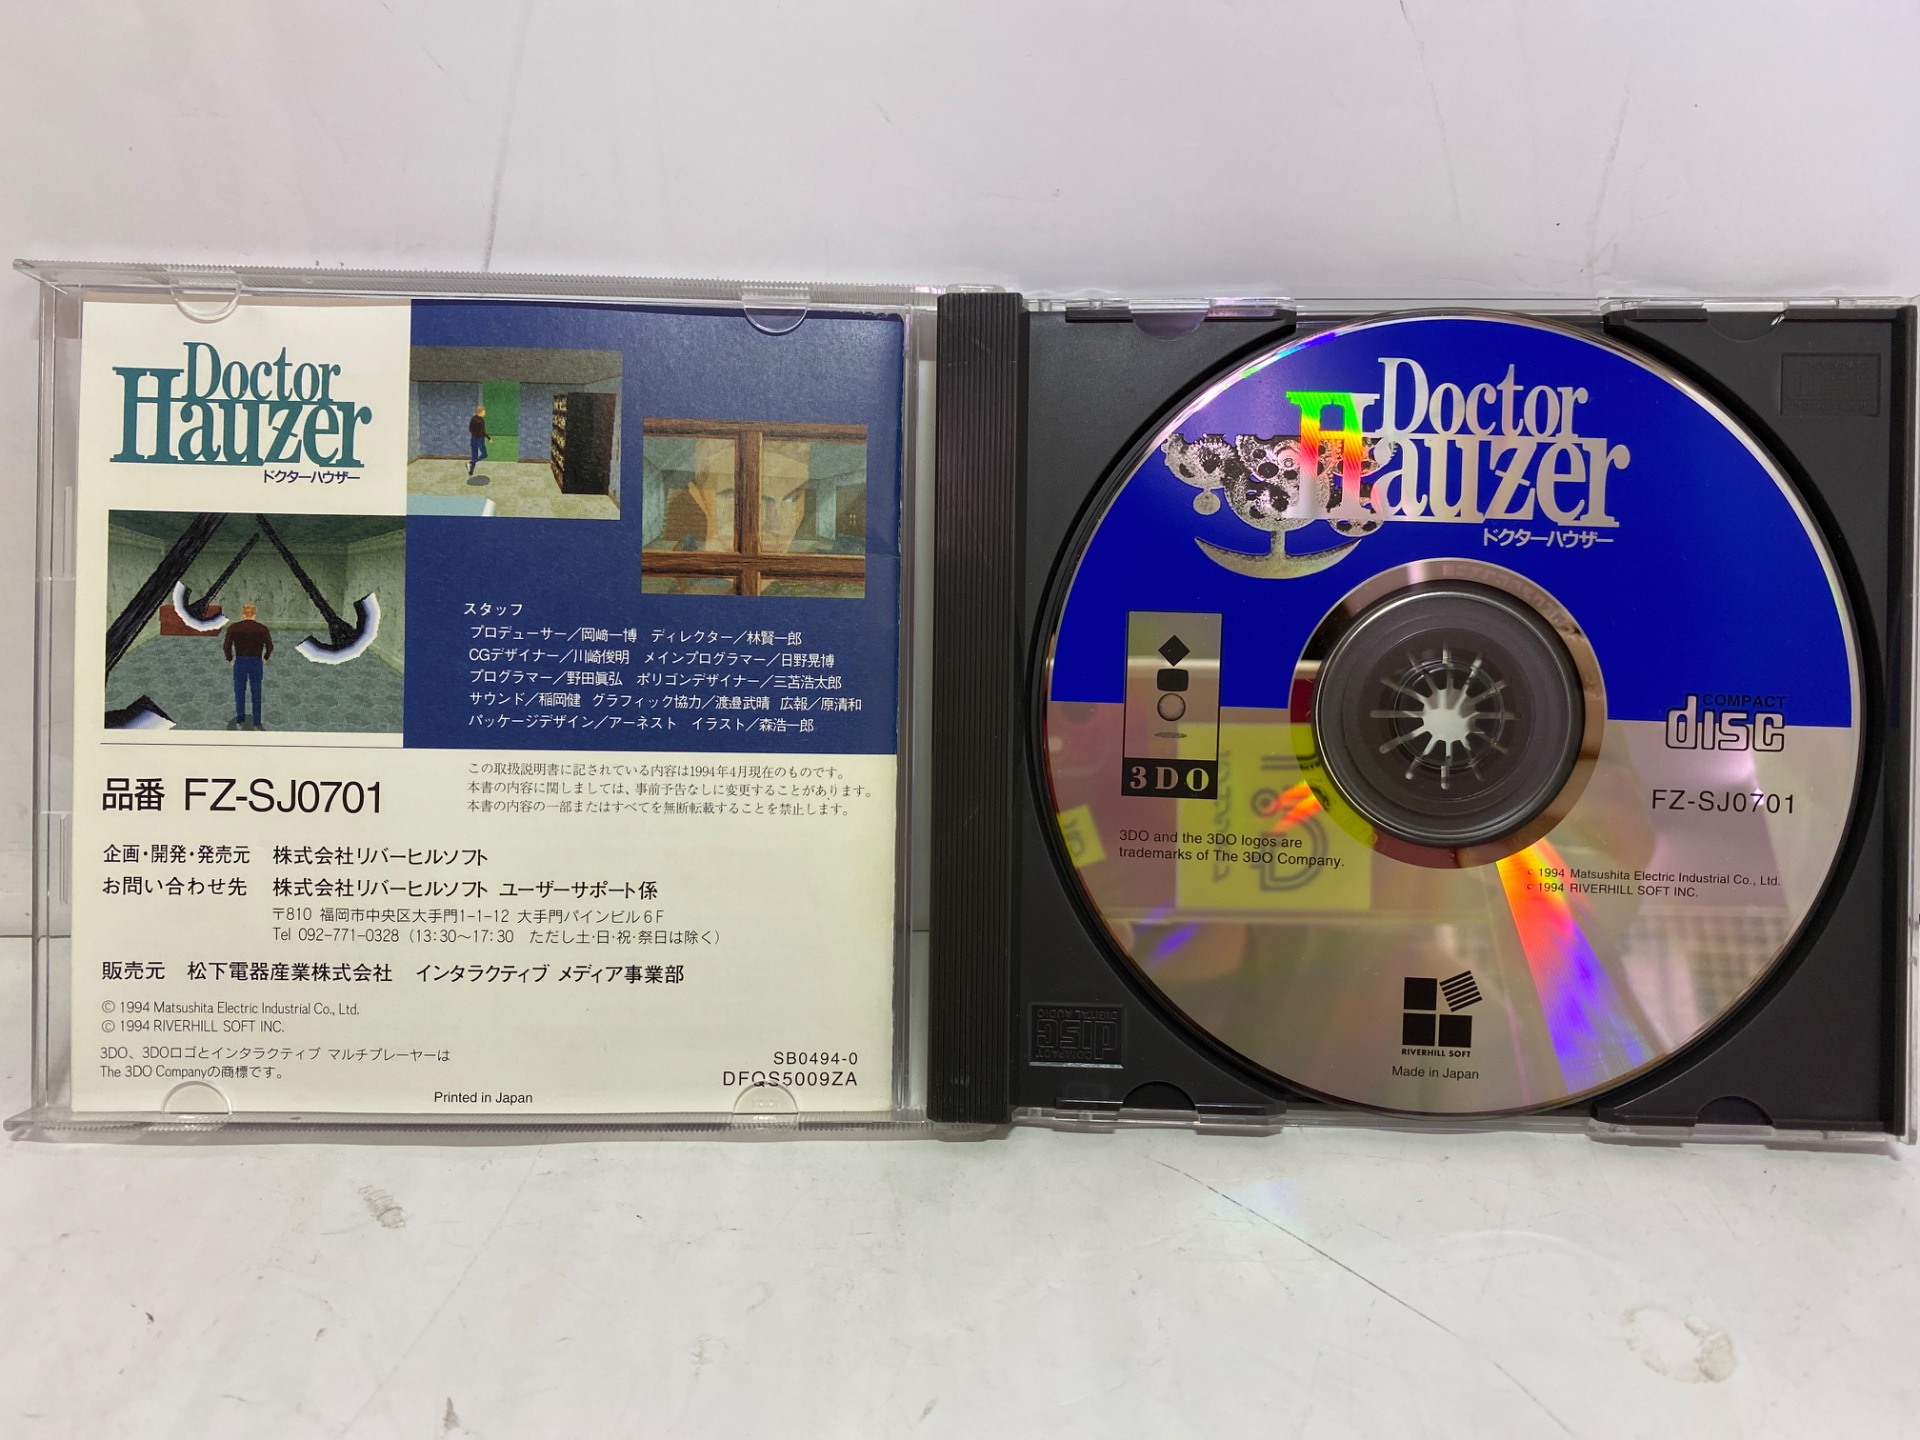 Doctor
Hauzer
ドクターハウザー
スタッフ
プロデューサー／岡﨑一博 ディレクター／林賢一郎
CGデザイナー／川崎俊明 メインプログラマー／日野晃博
プログラマー／野田眞弘 ポリゴンデザイナー／三苫浩太郎
サウンド／稲岡健 グラフィック協力／渡邉武晴 広報／原清和
パッケージデザイン／アーネスト イラスト／森浩一郎
この取扱説明書に記されている内容は1994年4月現在のものです。
本書の内容に関しましては、事前予告なしに変更することがあります。
本書の内容の一部またはすべてを無断転載することを禁止します。
品番 FZ-SJ0701
企画・開発・発売元 株式会社リバーヒルソフト
お問い合わせ先 株式会社リバーヒルソフト ユーザーサポート係
〒810 福岡市中央区大手門1-1-12 大手門パインビル6F
Tel 092-771-0328（13:30〜17:30 ただし土・日・祝・祭日は除く）
販売元 松下電器産業株式会社 インタラクティブ メディア事業部
© 1994 Matsushita Electric Industrial Co., Ltd.
© 1994 RIVERHILL SOFT INC.
3DO、3DOロゴとインタラクティブ マルチプレーヤーは
The 3DO Companyの商標です。
SB0494-0
DFQS5009ZA
Printed in Japan
Doctor
Hauzer
ドクターハウザー
3DO
COMPACT
disc
FZ-SJ0701
3DO and the 3DO logos are
trademarks of The 3DO Company.
c 1994 Matsushita Electric Industrial Co., Ltd.
c 1994 RIVERHILL SOFT INC.
RIVERHILL SOFT
Made in Japan
COMPACT
disc
DIGITAL AUDIO